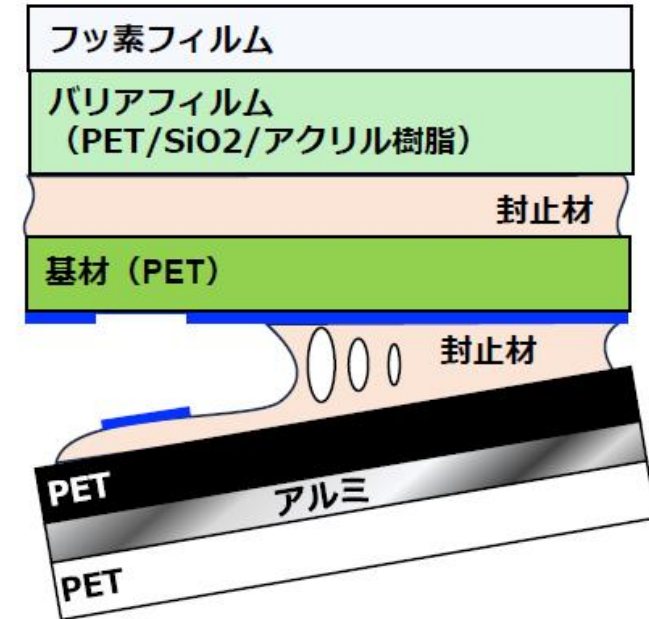 フッ素フィルム
バリアフィルム
（PET/SiO2/アクリル樹脂）
封止材
基材（PET）
封止材
PET
アルミ
PET